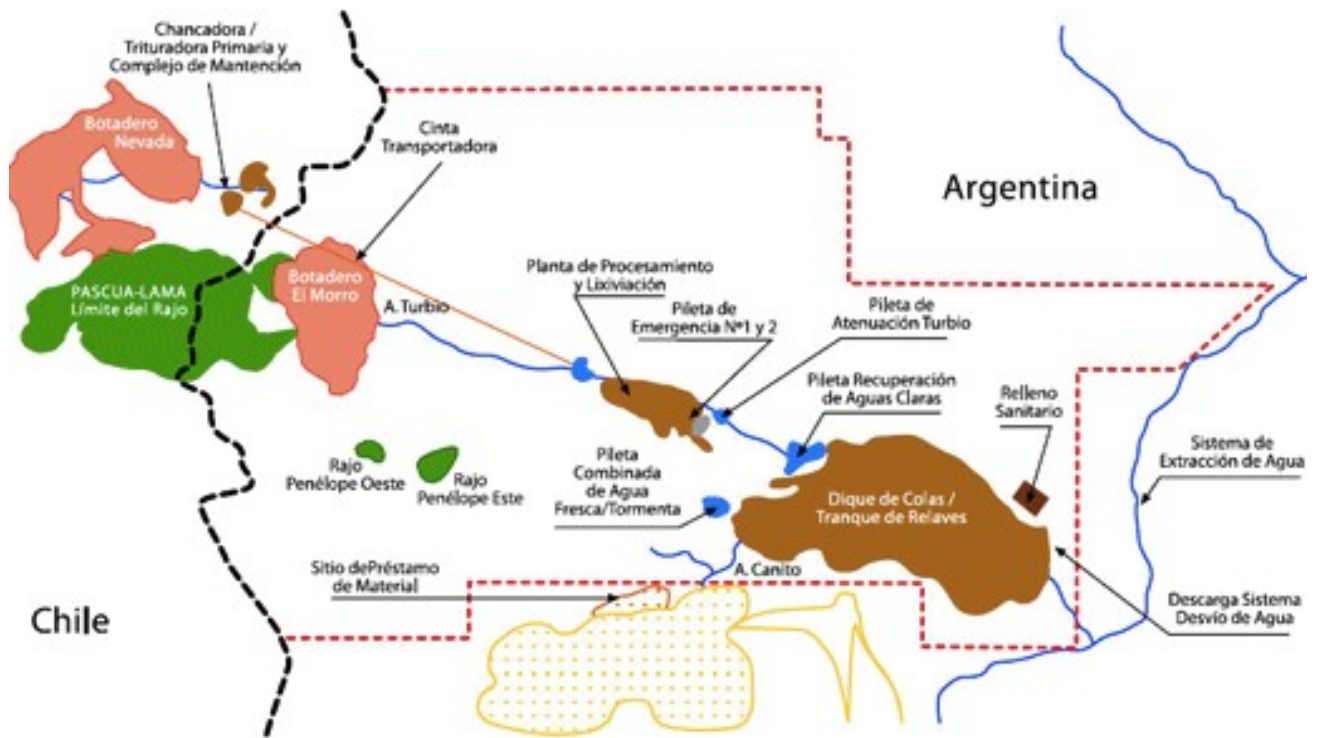 Chancadora /
Trituradora Primaria y
Complejo de Mantención
Botadero
Nevada
Cinta
Transportadora
Argentina
PASCUA-LAMA
Límite del Rajo
Botadero
El Morro
A. Turbio
Planta de Procesamiento
y Lixiviación
Pileta de
Emergencia Nº1 y 2
Pileta de
Atenuación Turbio
Pileta Recuperación
de Aguas Claras
Relleno
Sanitario
Sistema de
Extracción de Agua
Rajo
Penélope Oeste
Rajo
Penélope Este
Pileta
Combinada
de Agua
Fresca/Tormenta
Dique de Colas /
Tranque de Relaves
Sitio dePréstamo
de Material
A. Canito
Descarga Sistema
Desvío de Agua
Chile